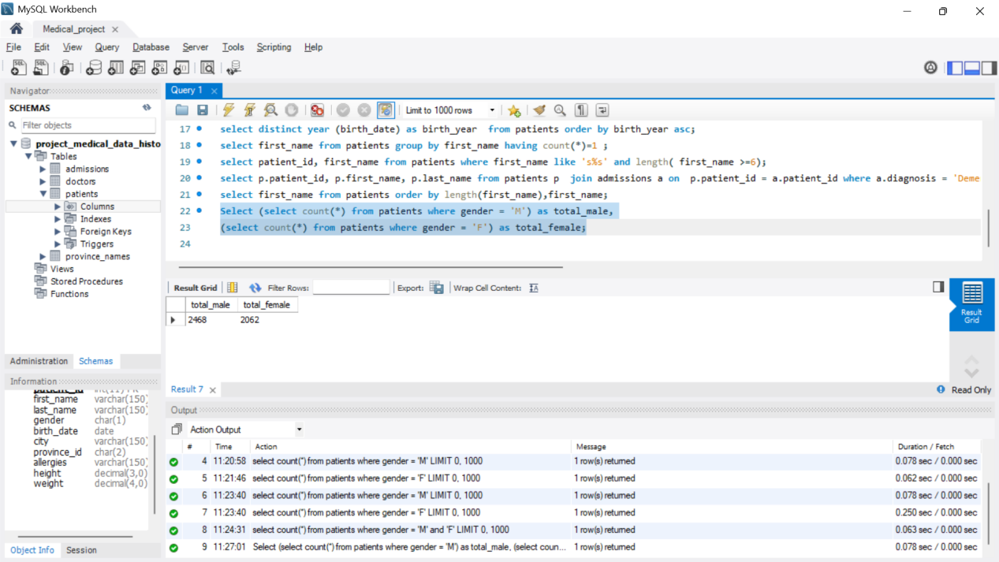 MySQL Workbench
Medical_project
File Edit View Query Database Server Tools Scripting Help
Navigator
SCHEMAS
Filter objects
project_medical_data_histo
Tables
admissions
doctors
patients
Columns
Indexes
Foreign Keys
Triggers
province_names
Views
Stored Procedures
Functions
Administration Schemas
Information
patient_id int(11) PK
first_name varchar(150)
last_name varchar(150)
gender char(1)
birth_date date
city varchar(150)
province_id char(2)
allergies varchar(150)
height decimal(3,0)
weight decimal(4,0)
Object Info Session
Query 1
Limit to 1000 rows
17 select distinct year (birth_date) as birth_year  from patients order by birth_year asc;
18 select first_name from patients group by first_name having count(*)=1 ;
19 select patient_id, first_name from patients where first_name like 's%s' and length( first_name >=6);
20 select p.patient_id, p.first_name, p.last_name from patients p  join admissions a on  p.patient_id = a.patient_id where a.diagnosis = 'Deme
21 select first_name from patients order by length(first_name),first_name;
22 Select (select count(*) from patients where gender = 'M') as total_male,
23 (select count(*) from patients where gender = 'F') as total_female;
24
Result Grid Filter Rows: Export: Wrap Cell Content:
total_male total_female
2468 2062
Result Grid
Result 7
Read Only
Output
Action Output
# Time Action Message Duration / Fetch
4 11:20:58 select count(*) from patients where gender = 'M' LIMIT 0, 1000 1 row(s) returned 0.078 sec / 0.000 sec
5 11:21:46 select count(*) from patients where gender = 'F' LIMIT 0, 1000 1 row(s) returned 0.062 sec / 0.000 sec
6 11:23:40 select count(*) from patients where gender = 'M' LIMIT 0, 1000 1 row(s) returned 0.078 sec / 0.000 sec
7 11:23:40 select count(*) from patients where gender = 'F' LIMIT 0, 1000 1 row(s) returned 0.250 sec / 0.000 sec
8 11:24:31 select count(*) from patients where gender = 'M' and 'F' LIMIT 0, 1000 1 row(s) returned 0.063 sec / 0.000 sec
9 11:27:01 Select (select count(*) from patients where gender = 'M') as total_male, (select coun... 1 row(s) returned 0.078 sec / 0.000 sec